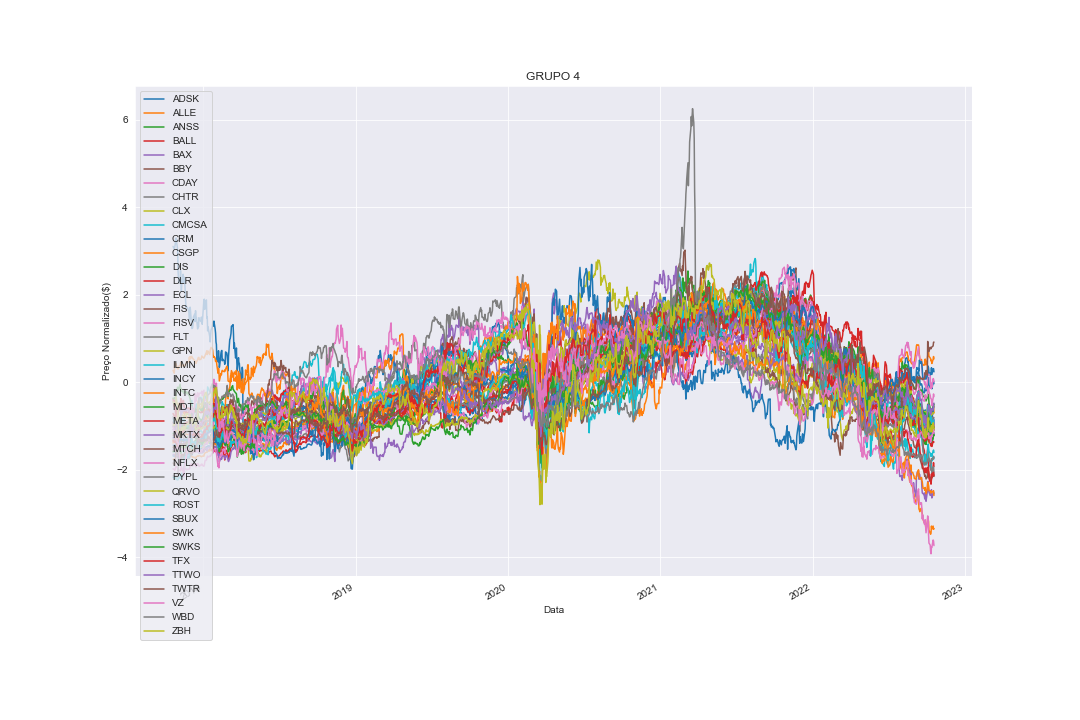 GRUPO 4
Preço Normalizado($)
6
4
2
0
−2
−4
ADSK
ALLE
ANSS
BALL
BAX
BBY
CDAY
CHTR
CLX
CMCSA
CRM
CSGP
DIS
DLR
ECL
FIS
FISV
FLT
GPN
ILMN
INCY
INTC
MDT
META
MKTX
MTCH
NFLX
PYPL
QRVO
ROST
SBUX
SWK
SWKS
TFX
TTWO
TWTR
VZ
WBD
ZBH
2019
2020
2021
2022
2023
Data